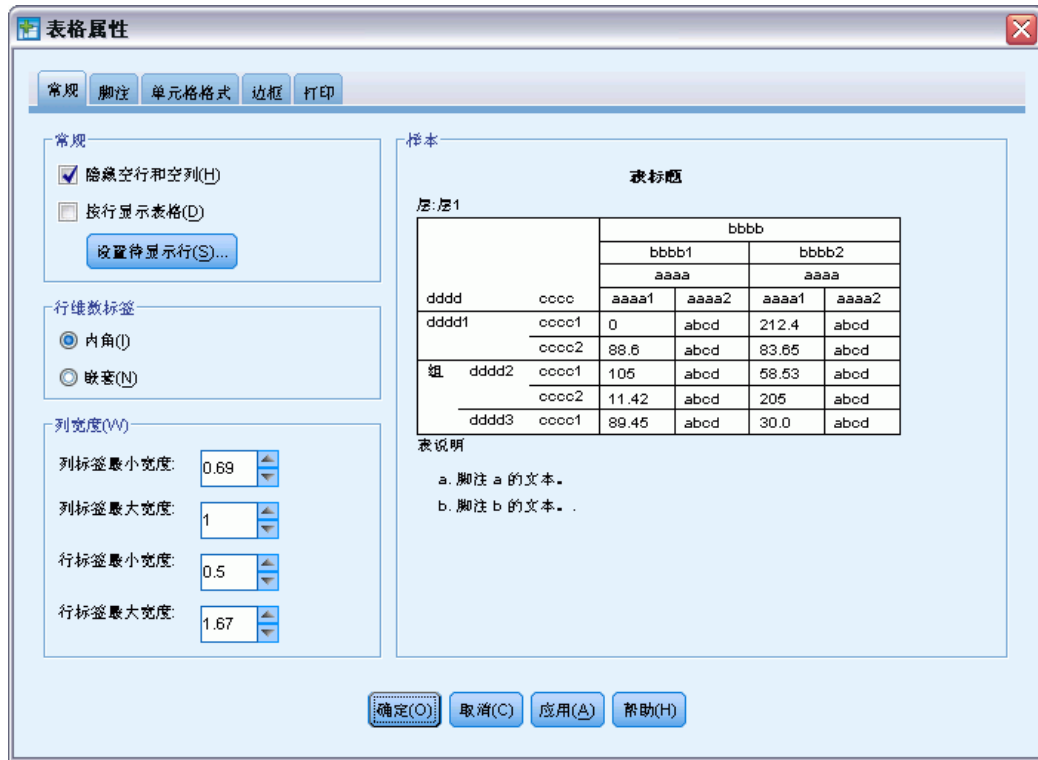 表格属性
常规 脚注 单元格格式 边框 打印
常规
隐藏空行和空列(H)
按行显示表格(D)
设置待显示行(S)...
行维数标签
内角(I)
嵌套(N)
列宽度(W)
列标签最小宽度: 0.69
列标签最大宽度: 1
行标签最小宽度: 0.5
行标签最大宽度: 1.67
样本
表标题
层:层1
bbbb
bbbb1 bbbb2
aaaa aaaa
dddd cccc aaaa1 aaaa2 aaaa1 aaaa2
dddd1 cccc1 0 abcd 212.4 abcd
cccc2 88.6 abcd 83.65 abcd
组 dddd2 cccc1 105 abcd 58.53 abcd
cccc2 11.42 abcd 205 abcd
dddd3 cccc1 89.45 abcd 30.0 abcd
表说明
a. 脚注 a 的文本。
b. 脚注 b 的文本。.
确定(O) 取消(C) 应用(A) 帮助(H)